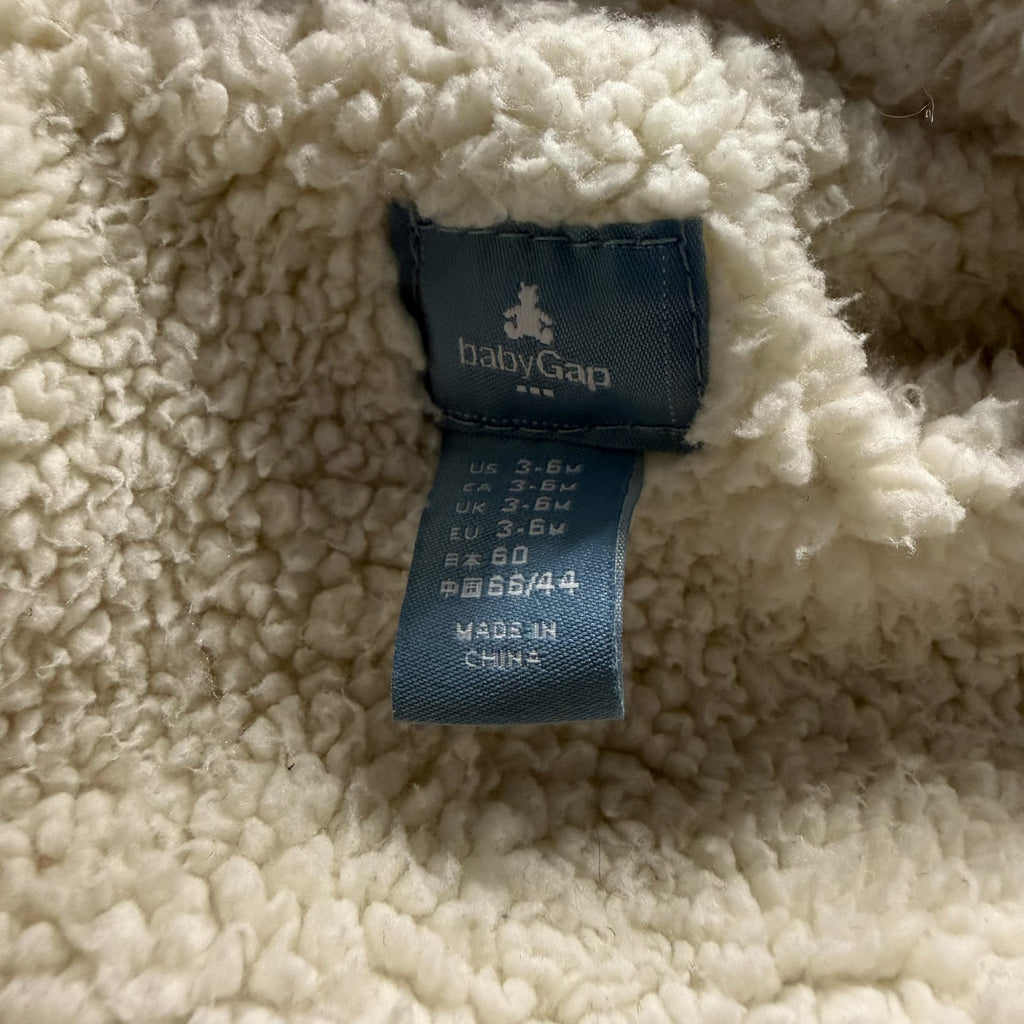 babyGap
US 3-6M
CA 3-6M
UK 3-6M
EU 3-6M
日本 60
中国 66/44
MADE IN
CHINA